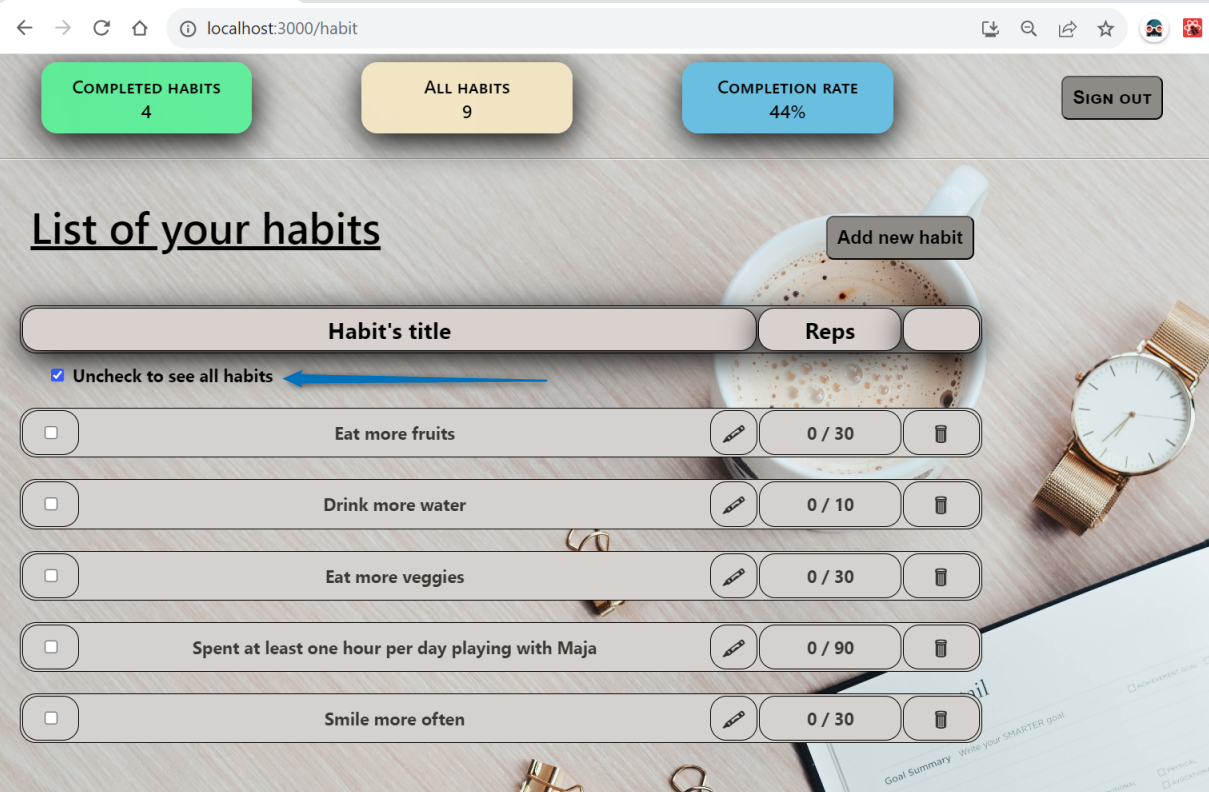 localhost:3000/habit
Completed habits
4
All habits
9
Completion rate
44%
Sign out
List of your habits
Add new habit
Habit's title Reps
Uncheck to see all habits
Eat more fruits 0 / 30
Drink more water 0 / 10
Eat more veggies 0 / 30
Spent at least one hour per day playing with Maja 0 / 90
Smile more often 0 / 30
ACHIEVEMENT GOAL
Goal Summary Write your SMARTER goal.
PHYSICAL